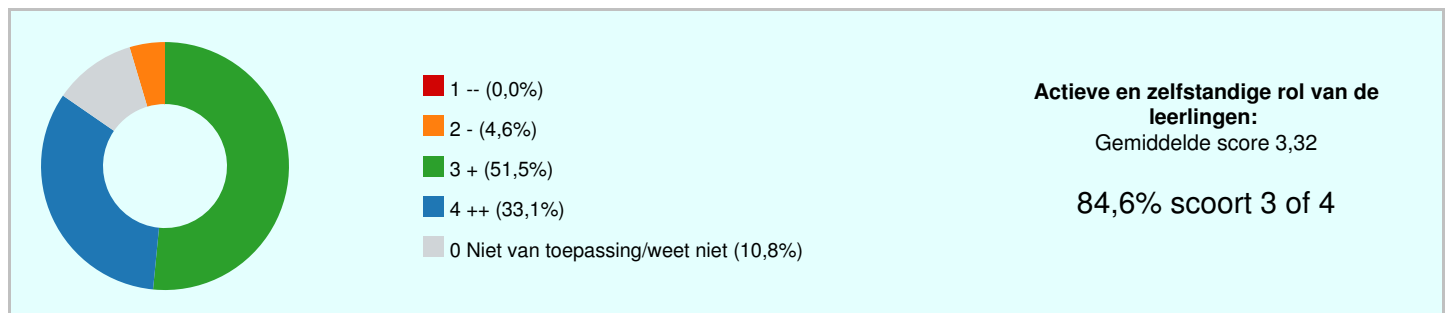 1 -- (0,0%)
2 - (4,6%)
3 + (51,5%)
4 ++ (33,1%)
0 Niet van toepassing/weet niet (10,8%)
Actieve en zelfstandige rol van de
leerlingen:
Gemiddelde score 3,32
84,6% scoort 3 of 4